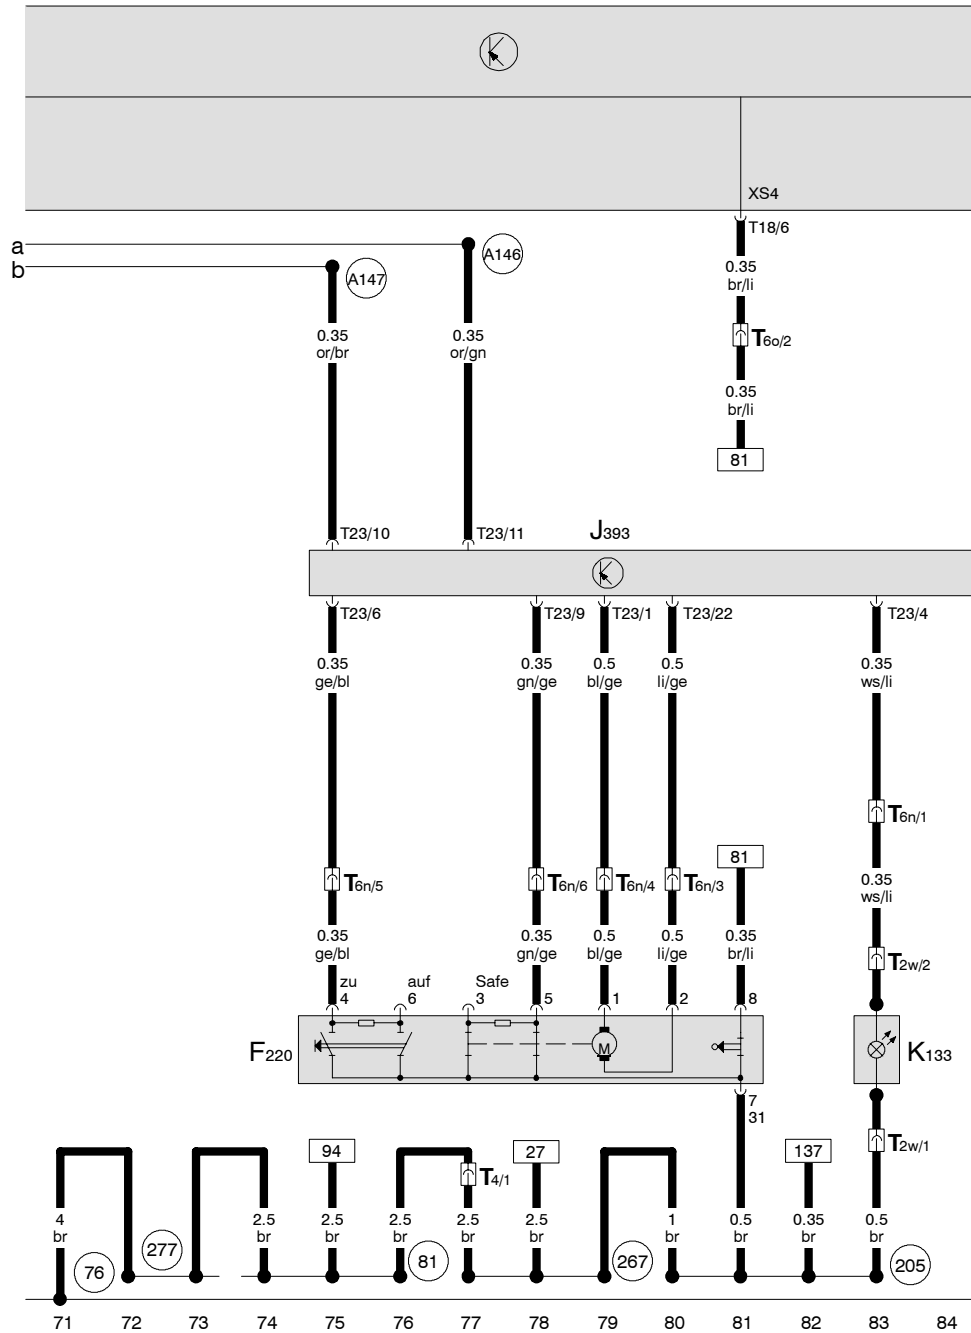 XS4
T18/6
a
A146
b
A147
0.35
br/li
0.35
or/br
0.35
or/gn
T6o/2
0.35
br/li
81
T23/10
T23/11
J393
T23/6
T23/9
T23/1
T23/22
T23/4
0.35
ge/bl
0.35
gn/ge
0.5
bl/ge
0.5
li/ge
0.35
ws/li
T6n/1
81
T6n/5
T6n/6
T6n/4
T6n/3
0.35
ws/li
0.35
ge/bl
0.35
gn/ge
0.5
bl/ge
0.5
li/ge
0.35
br/li
T2w/2
zu
4
auf
6
Safe
3
5
1
2
8
F220
M
K133
7
31
94
27
137
T2w/1
T4/1
4
br
2.5
br
2.5
br
2.5
br
2.5
br
2.5
br
1
br
0.5
br
0.35
br
0.5
br
76
277
81
267
205
71 72 73 74 75 76 77 78 79 80 81 82 83 84